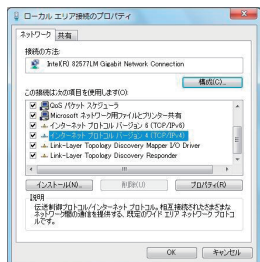 ローカル エリア接続のプロパティ
ネットワーク 共有
接続の方法:
Intel(R) 82577LM Gigabit Network Connection
構成(C)...
この接続は次の項目を使用します(O):
QoS パケット スケジューラ
Microsoft ネットワーク用ファイルとプリンター共有
インターネット プロトコル バージョン 6 (TCP/IPv6)
インターネット プロトコル バージョン 4 (TCP/IPv4)
Link-Layer Topology Discovery Mapper I/O Driver
Link-Layer Topology Discovery Responder
インストール(N)... 削除(U) プロパティ(R)
説明
伝送制御プロトコル/インターネット プロトコル。相互接続されたさまざまな
ネットワーク間の通信を提供する、既定のワイド エリア ネットワーク プロトコ
ルです。
OK キャンセル